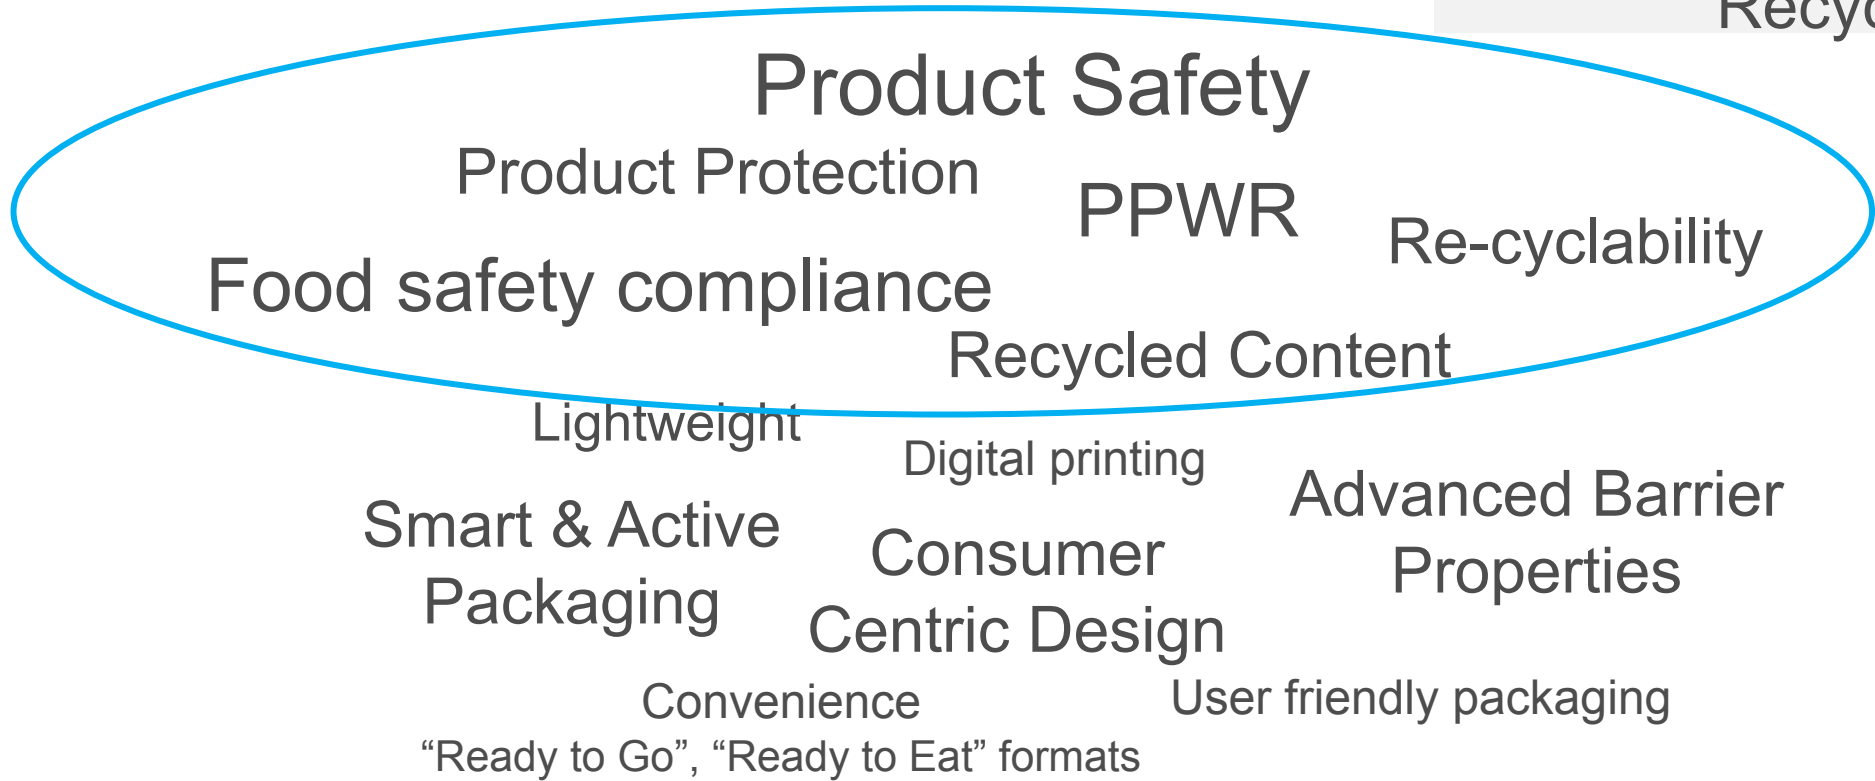 Product Safety
Product Protection
PPWR
Re-cyclability
Food safety compliance
Recycled Content
Lightweight
Digital printing
Advanced Barrier
Properties
Smart & Active
Packaging
Consumer
Centric Design
Convenience
User friendly packaging
“Ready to Go”, “Ready to Eat” formats